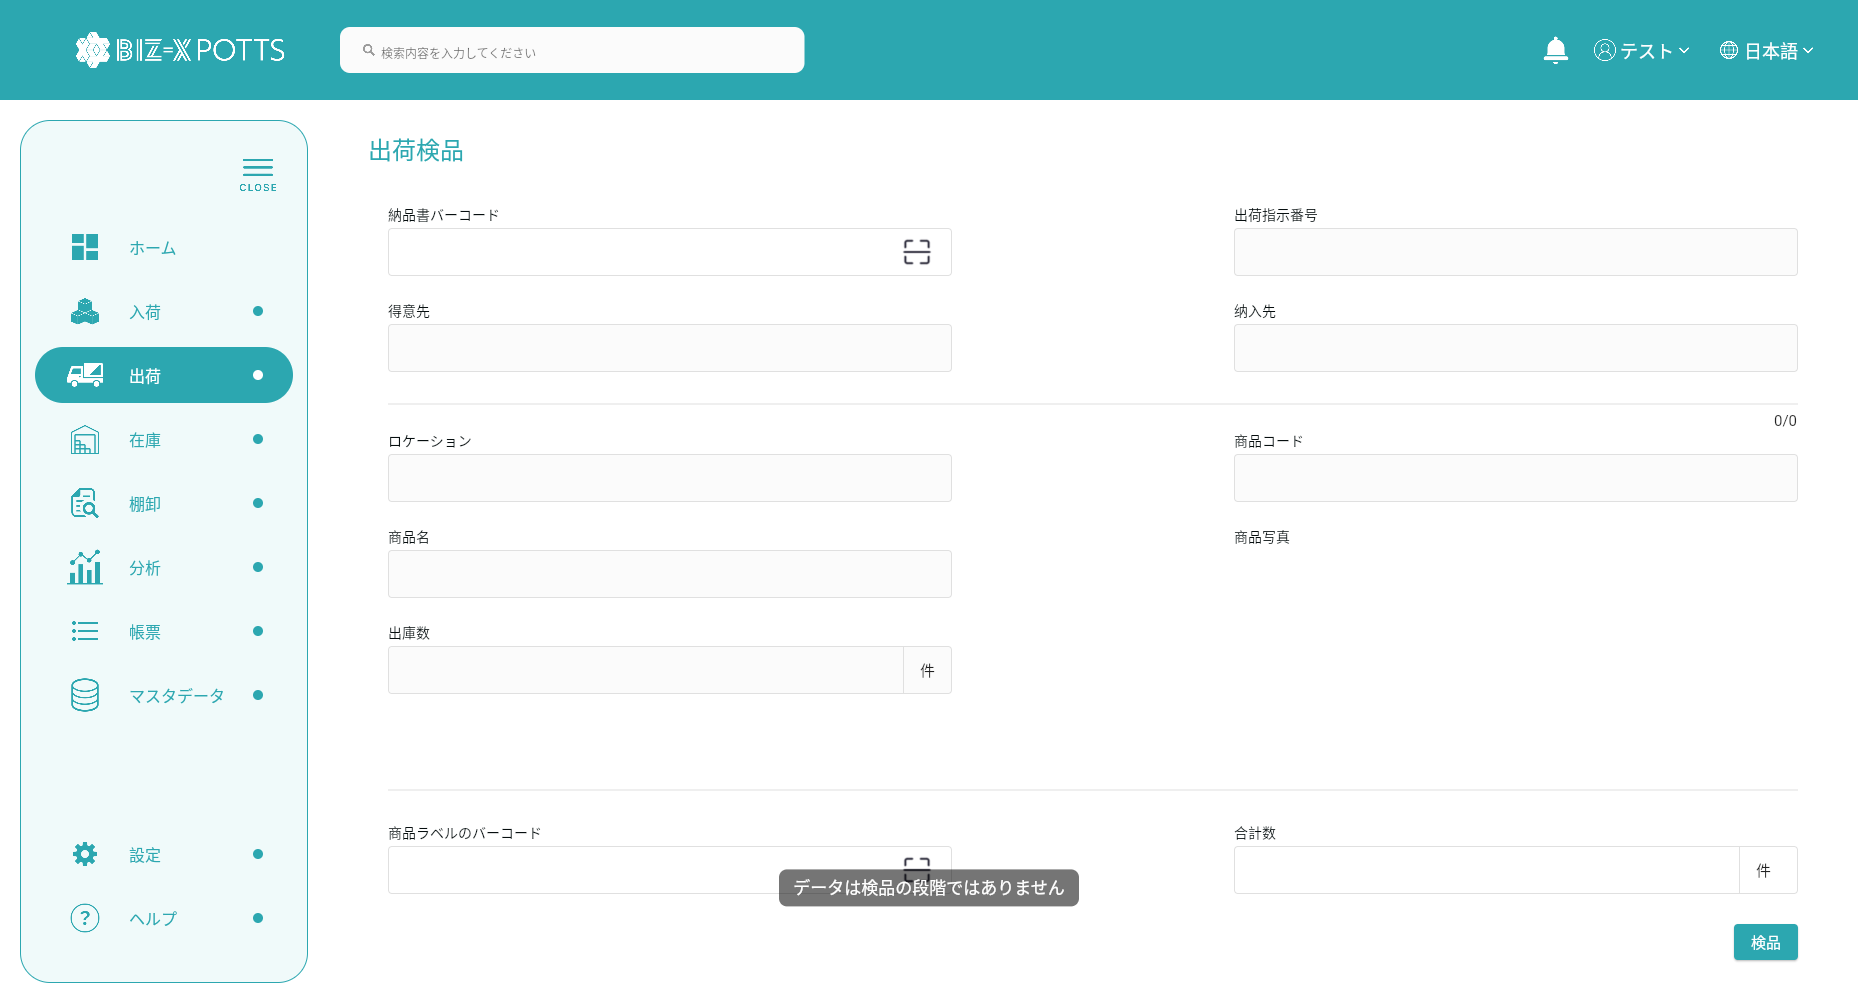 BIZ=X POTTS
検索内容を入力してください
テスト
日本語
CLOSE
ホーム
入荷
出荷
在庫
棚卸
分析
帳票
マスタデータ
設定
ヘルプ
出荷検品
納品書バーコード
出荷指示番号
得意先
納入先
0/0
ロケーション
商品コード
商品名
商品写真
出庫数
件
商品ラベルのバーコード
合計数
件
データは検品の段階ではありません
検品